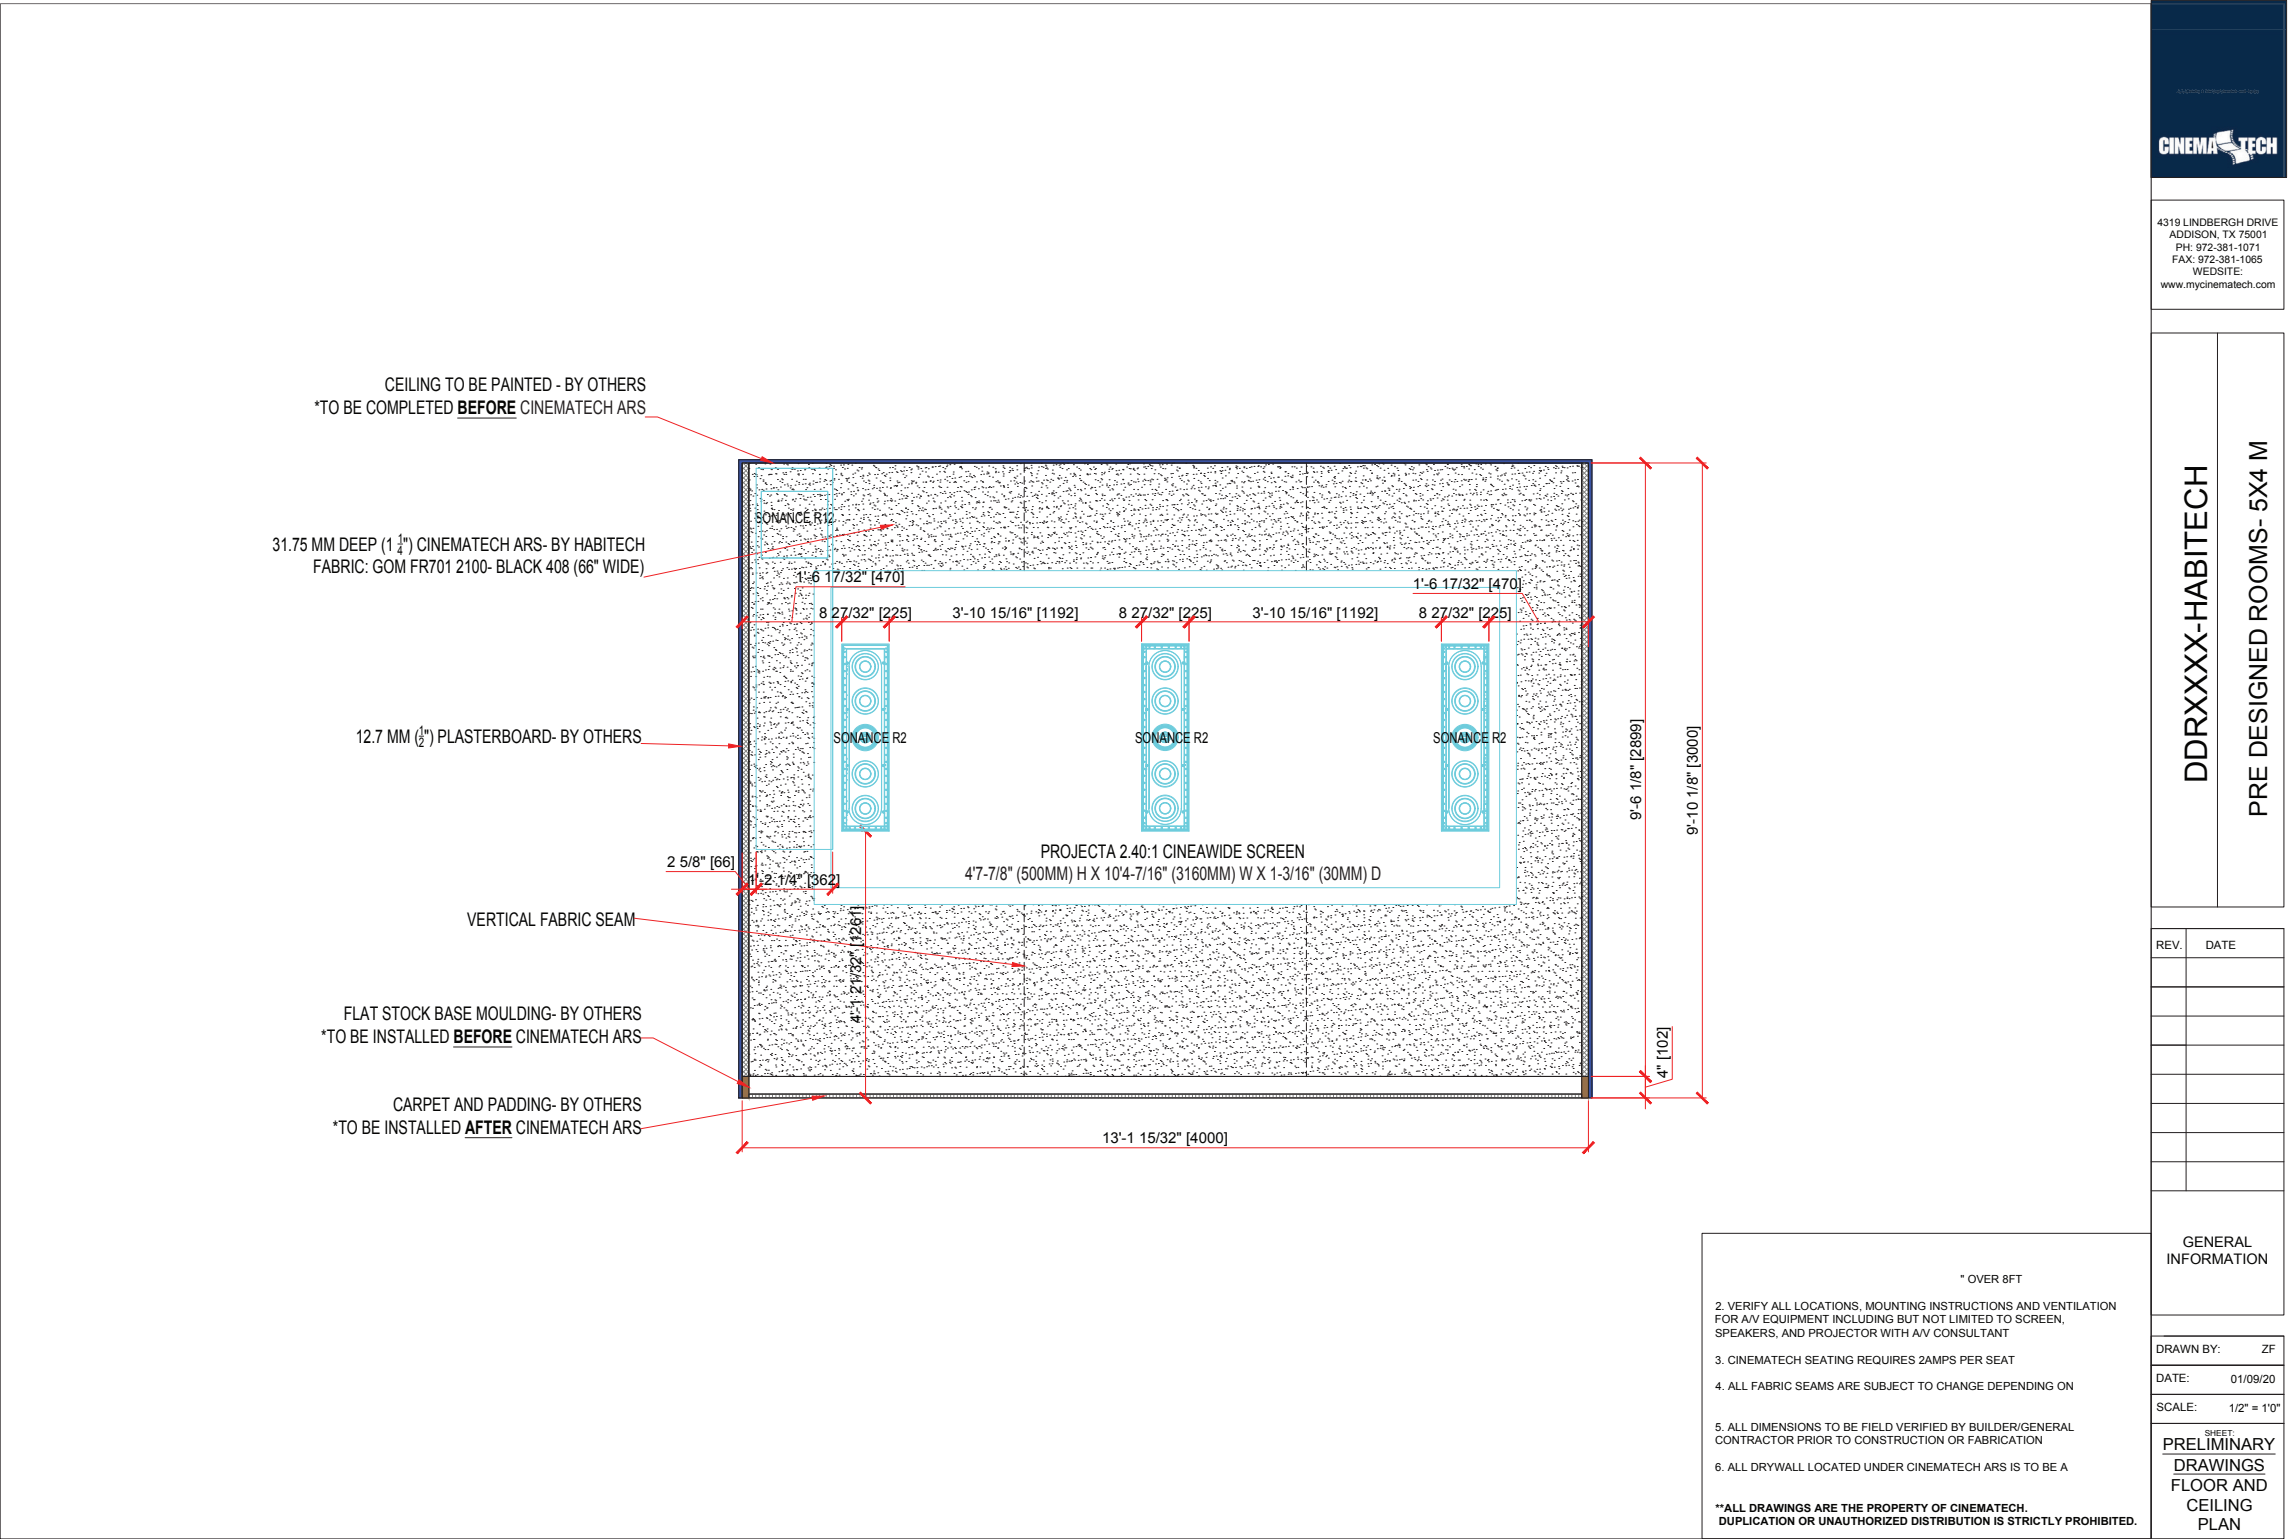 CINEMATECH
4319 LINDBERGH DRIVE
ADDISON, TX 75001
PH: 972-381-1071
FAX: 972-381-1065
WEDSITE:
www.mycinematech.com
DDRXXXX-HABITECH
PRE DESIGNED ROOMS- 5X4 M
REV. DATE
GENERAL
INFORMATION
DRAWN BY: ZF
DATE: 01/09/20
SCALE: 1/2" = 1'0"
SHEET:
PRELIMINARY
DRAWINGS
FLOOR AND
CEILING
PLAN
CEILING TO BE PAINTED - BY OTHERS
*TO BE COMPLETED BEFORE CINEMATECH ARS
31.75 MM DEEP (1 1/4") CINEMATECH ARS- BY HABITECH
FABRIC: GOM FR701 2100- BLACK 408 (66" WIDE)
12.7 MM (1/2") PLASTERBOARD- BY OTHERS
VERTICAL FABRIC SEAM
FLAT STOCK BASE MOULDING- BY OTHERS
*TO BE INSTALLED BEFORE CINEMATECH ARS
CARPET AND PADDING- BY OTHERS
*TO BE INSTALLED AFTER CINEMATECH ARS
SONANCE R12
1'-6 17/32" [470]
1'-6 17/32" [470]
8 27/32" [225]
3'-10 15/16" [1192]
8 27/32" [225]
3'-10 15/16" [1192]
8 27/32" [225]
SONANCE R2
SONANCE R2
SONANCE R2
PROJECTA 2.40:1 CINEAWIDE SCREEN
4'7-7/8" (500MM) H X 10'4-7/16" (3160MM) W X 1-3/16" (30MM) D
2 5/8" [66]
1'-2 1/4" [362]
4'-1 21/32" [1261]
9'-6 1/8" [2899]
9'-10 1/8" [3000]
4" [102]
13'-1 15/32" [4000]
" OVER 8FT
2. VERIFY ALL LOCATIONS, MOUNTING INSTRUCTIONS AND VENTILATION
FOR A/V EQUIPMENT INCLUDING BUT NOT LIMITED TO SCREEN,
SPEAKERS, AND PROJECTOR WITH A/V CONSULTANT
3. CINEMATECH SEATING REQUIRES 2AMPS PER SEAT
4. ALL FABRIC SEAMS ARE SUBJECT TO CHANGE DEPENDING ON
5. ALL DIMENSIONS TO BE FIELD VERIFIED BY BUILDER/GENERAL
CONTRACTOR PRIOR TO CONSTRUCTION OR FABRICATION
6. ALL DRYWALL LOCATED UNDER CINEMATECH ARS IS TO BE A
**ALL DRAWINGS ARE THE PROPERTY OF CINEMATECH.
DUPLICATION OR UNAUTHORIZED DISTRIBUTION IS STRICTLY PROHIBITED.